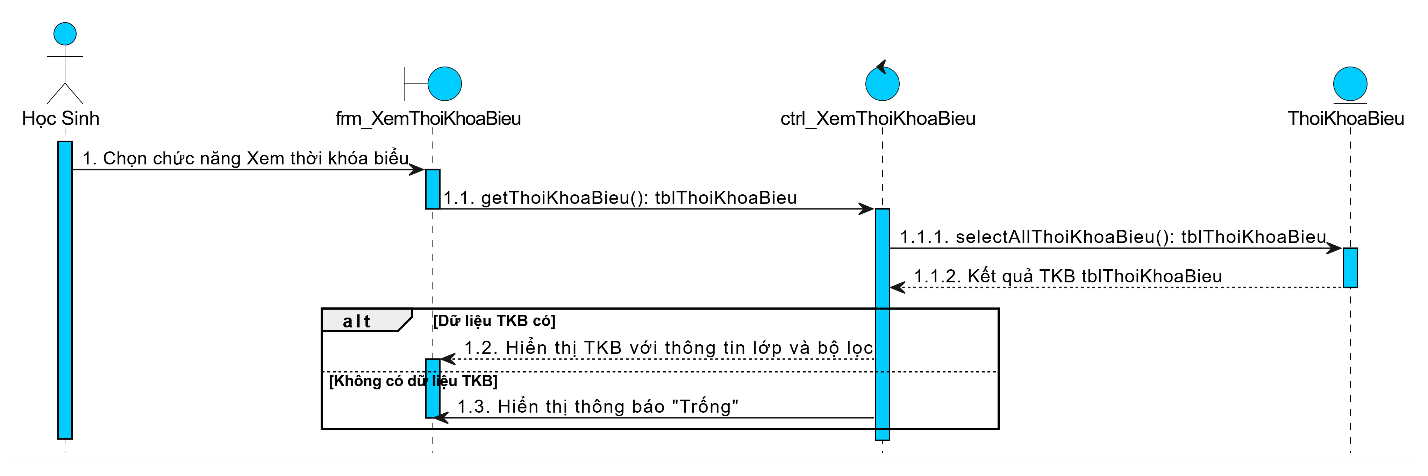 Học Sinh
frm_XemThoiKhoaBieu
ctrl_XemThoiKhoaBieu
ThoiKhoaBieu
1. Chọn chức năng Xem thời khóa biểu
1.1. getThoiKhoaBieu(): tblThoiKhoaBieu
1.1.1. selectAllThoiKhoaBieu(): tblThoiKhoaBieu
1.1.2. Kết quả TKB tblThoiKhoaBieu
alt
[Dữ liệu TKB có]
1.2. Hiển thị TKB với thông tin lớp và bộ lọc
[Không có dữ liệu TKB]
1.3. Hiển thị thông báo "Trống"